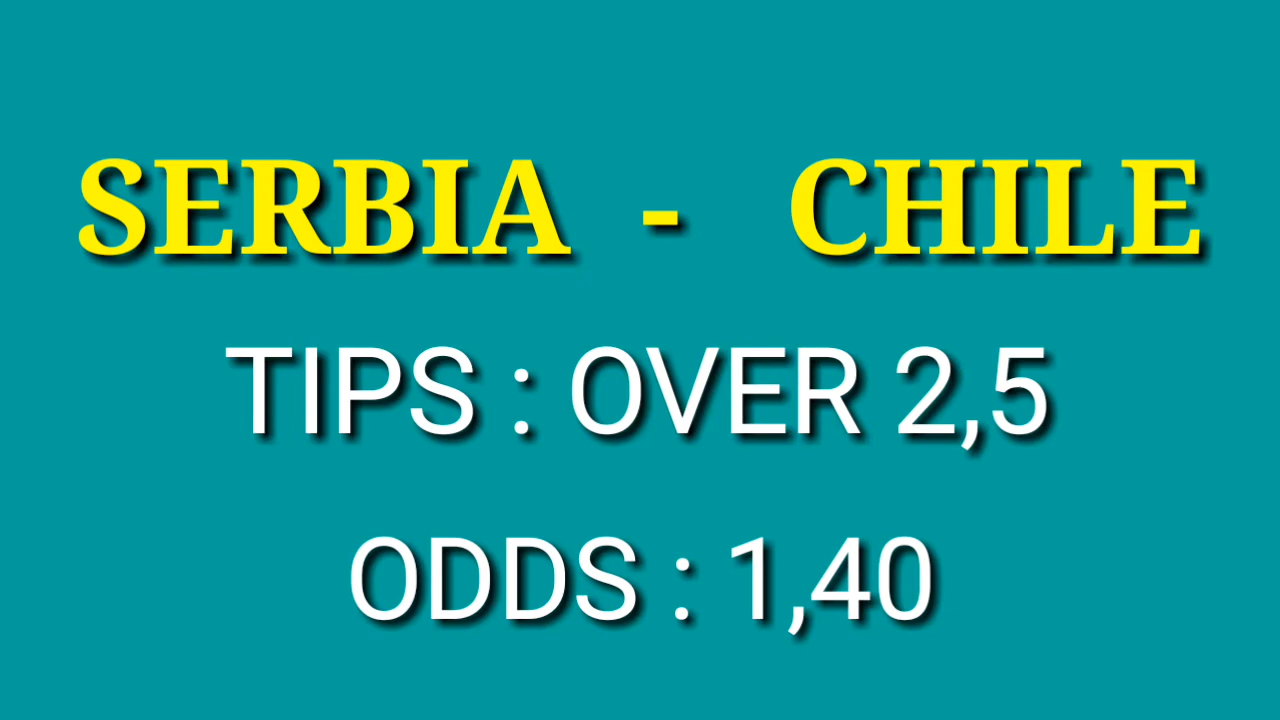 SERBIA - CHILE
TIPS : OVER 2,5
ODDS : 1,40